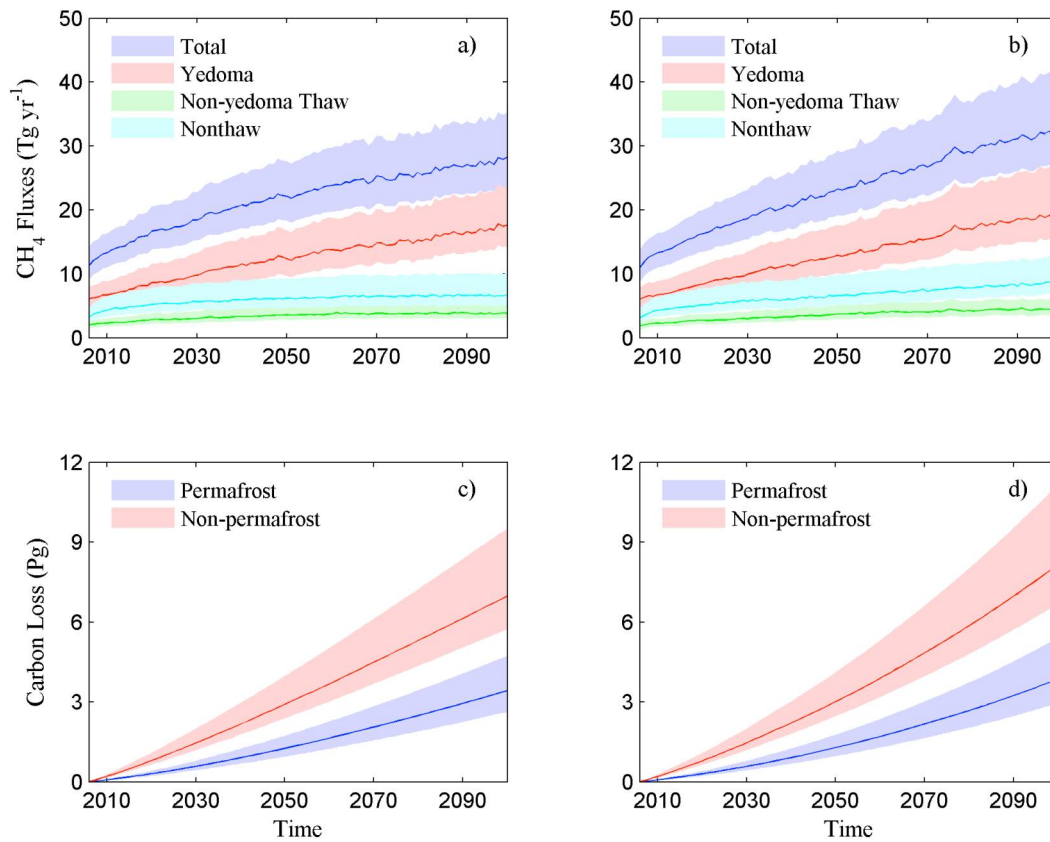 50
40
30
20
10
0
CH4 Fluxes (Tg yr-1)
Total
Yedoma
Non-yedoma Thaw
Nonthaw
a)
2010 2030 2050 2070 2090
50
40
30
20
10
0
Total
Yedoma
Non-yedoma Thaw
Nonthaw
b)
2010 2030 2050 2070 2090
12
9
6
3
0
Carbon Loss (Pg)
Permafrost
Non-permafrost
c)
2010 2030 2050 2070 2090
Time
12
9
6
3
0
Permafrost
Non-permafrost
d)
2010 2030 2050 2070 2090
Time